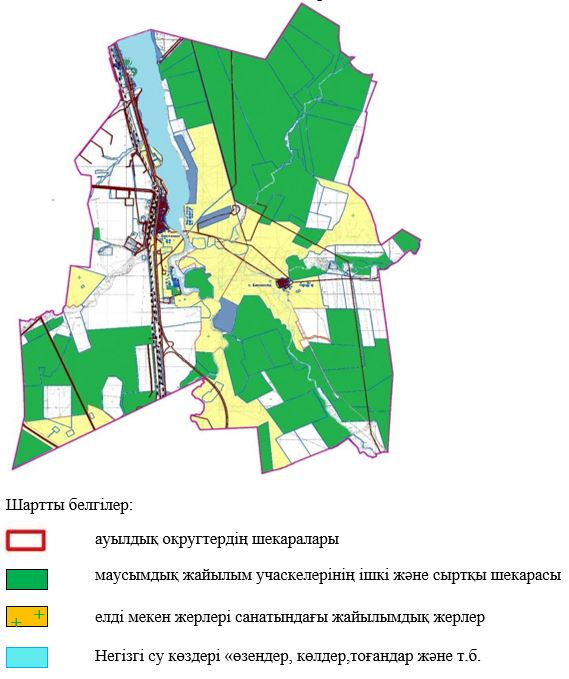 Шартты белгілер:
ауылдық округтердің шекаралары
маусымдық жайылым учаскелерінің ішкі және сыртқы шекарасы
елді мекен жерлері санатындағы жайылымдық жерлер
Негізгі су көздері «өзендер, көлдер,тоғандар және т.б.